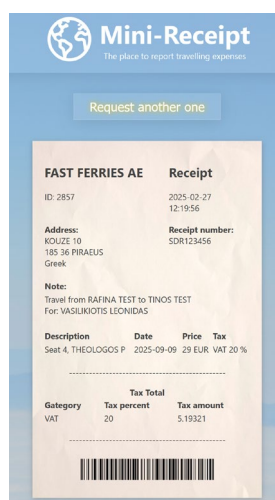 Mini-Receipt
The place to report travelling expenses
Request another one
FAST FERRIES AE Receipt
ID: 2857 2025-02-27
12:19:56
Address: Receipt number:
KOUZE 10 SDR123456
185 36 PIRAEUS
Greek
Note:
Travel from RAFINA TEST to TINOS TEST
For: VASILIKIOTIS LEONIDAS
Description Date Price Tax
Seat 4, THEOLOGOS P 2025-09-09 29 EUR VAT 20 %
Tax Total
Gategory Tax percent Tax amount
VAT 20 5.19321